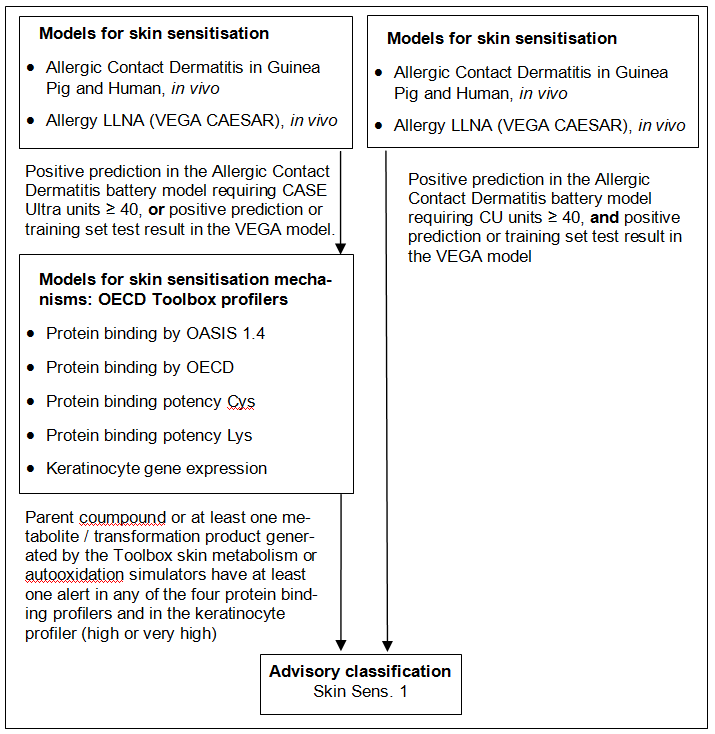 Models for skin sensitisation
● Allergic Contact Dermatitis in Guinea
Pig and Human, in vivo
● Allergy LLNA (VEGA CAESAR), in vivo
Positive prediction in the Allergic Contact
Dermatitis battery model requiring CASE
Ultra units ≥ 40, or positive prediction or
training set test result in the VEGA model.
Models for skin sensitisation mecha-
nisms: OECD Toolbox profilers
● Protein binding by OASIS 1.4
● Protein binding by OECD
● Protein binding potency Cys
● Protein binding potency Lys
● Keratinocyte gene expression
Parent coumpound or at least one me-
tabolite / transformation product gener-
ated by the Toolbox skin metabolism or
autooxidation simulators have at least
one alert in any of the four protein bind-
ing profilers and in the keratinocyte
profiler (high or very high)
Models for skin sensitisation
● Allergic Contact Dermatitis in Guinea
Pig and Human, in vivo
● Allergy LLNA (VEGA CAESAR), in vivo
Positive prediction in the Allergic
Contact Dermatitis battery model
requiring CU units ≥ 40, and positive
prediction or training set test result in
the VEGA model
Advisory classification
Skin Sens. 1